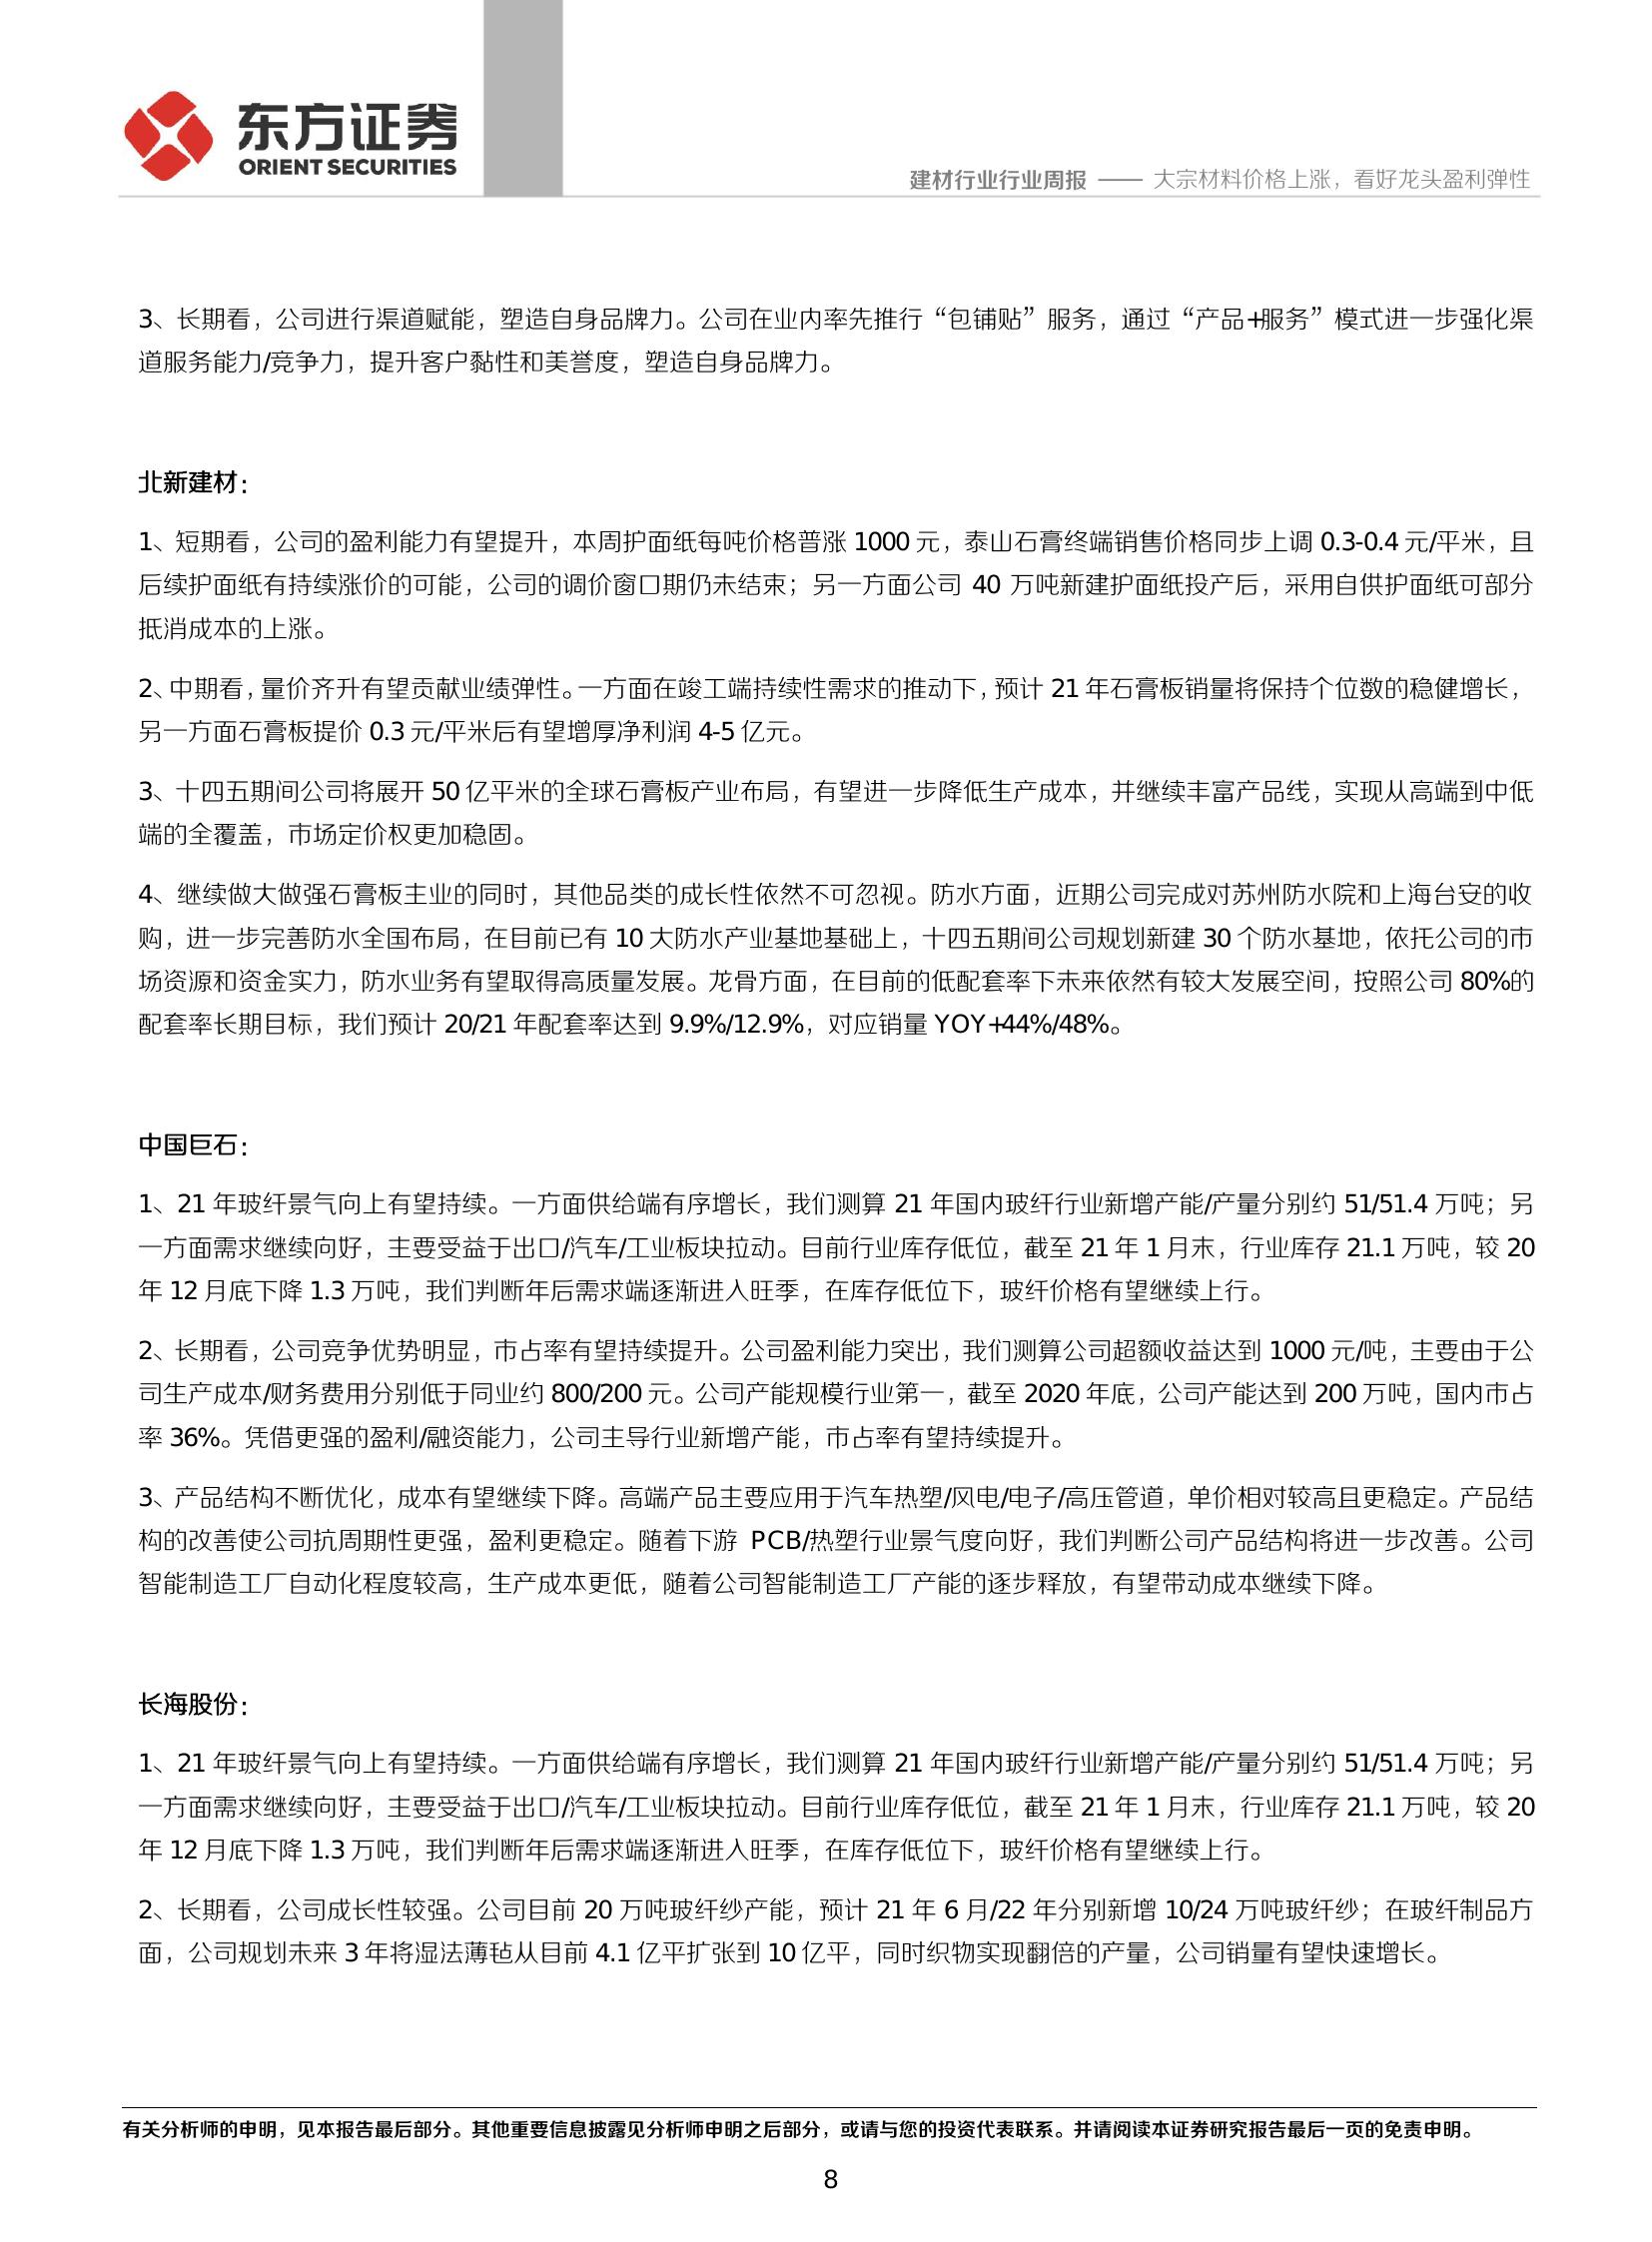 东方证券
ORIENT SECURITIES
建材行业行业周报 —— 大宗材料价格上涨，看好龙头盈利弹性
3、长期看，公司进行渠道赋能，塑造自身品牌力。公司在业内率先推行“包铺贴”服务，通过“产品+服务”模式进一步强化渠
道服务能力/竞争力，提升客户黏性和美誉度，塑造自身品牌力。
北新建材：
1、短期看，公司的盈利能力有望提升，本周护面纸每吨价格普涨 1000 元，泰山石膏终端销售价格同步上调 0.3-0.4 元/平米，且
后续护面纸有持续涨价的可能，公司的调价窗口期仍未结束；另一方面公司 40 万吨新建护面纸投产后，采用自供护面纸可部分
抵消成本的上涨。
2、中期看，量价齐升有望贡献业绩弹性。一方面在竣工端持续性需求的推动下，预计 21 年石膏板销量将保持个位数的稳健增长，
另一方面石膏板提价 0.3 元/平米后有望增厚净利润 4-5 亿元。
3、十四五期间公司将展开 50 亿平米的全球石膏板产业布局，有望进一步降低生产成本，并继续丰富产品线，实现从高端到中低
端的全覆盖，市场定价权更加稳固。
4、继续做大做强石膏板主业的同时，其他品类的成长性依然不可忽视。防水方面，近期公司完成对苏州防水院和上海台安的收
购，进一步完善防水全国布局，在目前已有 10 大防水产业基地基础上，十四五期间公司规划新建 30 个防水基地，依托公司的市
场资源和资金实力，防水业务有望取得高质量发展。龙骨方面，在目前的低配套率下未来依然有较大发展空间，按照公司 80%的
配套率长期目标，我们预计 20/21 年配套率达到 9.9%/12.9%，对应销量 YOY+44%/48%。
中国巨石：
1、21 年玻纤景气向上有望持续。一方面供给端有序增长，我们测算 21 年国内玻纤行业新增产能/产量分别约 51/51.4 万吨；另
一方面需求继续向好，主要受益于出口/汽车/工业板块拉动。目前行业库存低位，截至 21 年 1 月末，行业库存 21.1 万吨，较 20
年 12 月底下降 1.3 万吨，我们判断年后需求端逐渐进入旺季，在库存低位下，玻纤价格有望继续上行。
2、长期看，公司竞争优势明显，市占率有望持续提升。公司盈利能力突出，我们测算公司超额收益达到 1000 元/吨，主要由于公
司生产成本/财务费用分别低于同业约 800/200 元。公司产能规模行业第一，截至 2020 年底，公司产能达到 200 万吨，国内市占
率 36%。凭借更强的盈利/融资能力，公司主导行业新增产能，市占率有望持续提升。
3、产品结构不断优化，成本有望继续下降。高端产品主要应用于汽车热塑/风电/电子/高压管道，单价相对较高且更稳定。产品结
构的改善使公司抗周期性更强，盈利更稳定。随着下游 PCB/热塑行业景气度向好，我们判断公司产品结构将进一步改善。公司
智能制造工厂自动化程度较高，生产成本更低，随着公司智能制造工厂产能的逐步释放，有望带动成本继续下降。
长海股份：
1、21 年玻纤景气向上有望持续。一方面供给端有序增长，我们测算 21 年国内玻纤行业新增产能/产量分别约 51/51.4 万吨；另
一方面需求继续向好，主要受益于出口/汽车/工业板块拉动。目前行业库存低位，截至 21 年 1 月末，行业库存 21.1 万吨，较 20
年 12 月底下降 1.3 万吨，我们判断年后需求端逐渐进入旺季，在库存低位下，玻纤价格有望继续上行。
2、长期看，公司成长性较强。公司目前 20 万吨玻纤纱产能，预计 21 年 6 月/22 年分别新增 10/24 万吨玻纤纱；在玻纤制品方
面，公司规划未来 3 年将湿法薄毡从目前 4.1 亿平扩张到 10 亿平，同时织物实现翻倍的产量，公司销量有望快速增长。
有关分析师的申明，见本报告最后部分。其他重要信息披露见分析师申明之后部分，或请与您的投资代表联系。并请阅读本证券研究报告最后一页的免责申明。
8